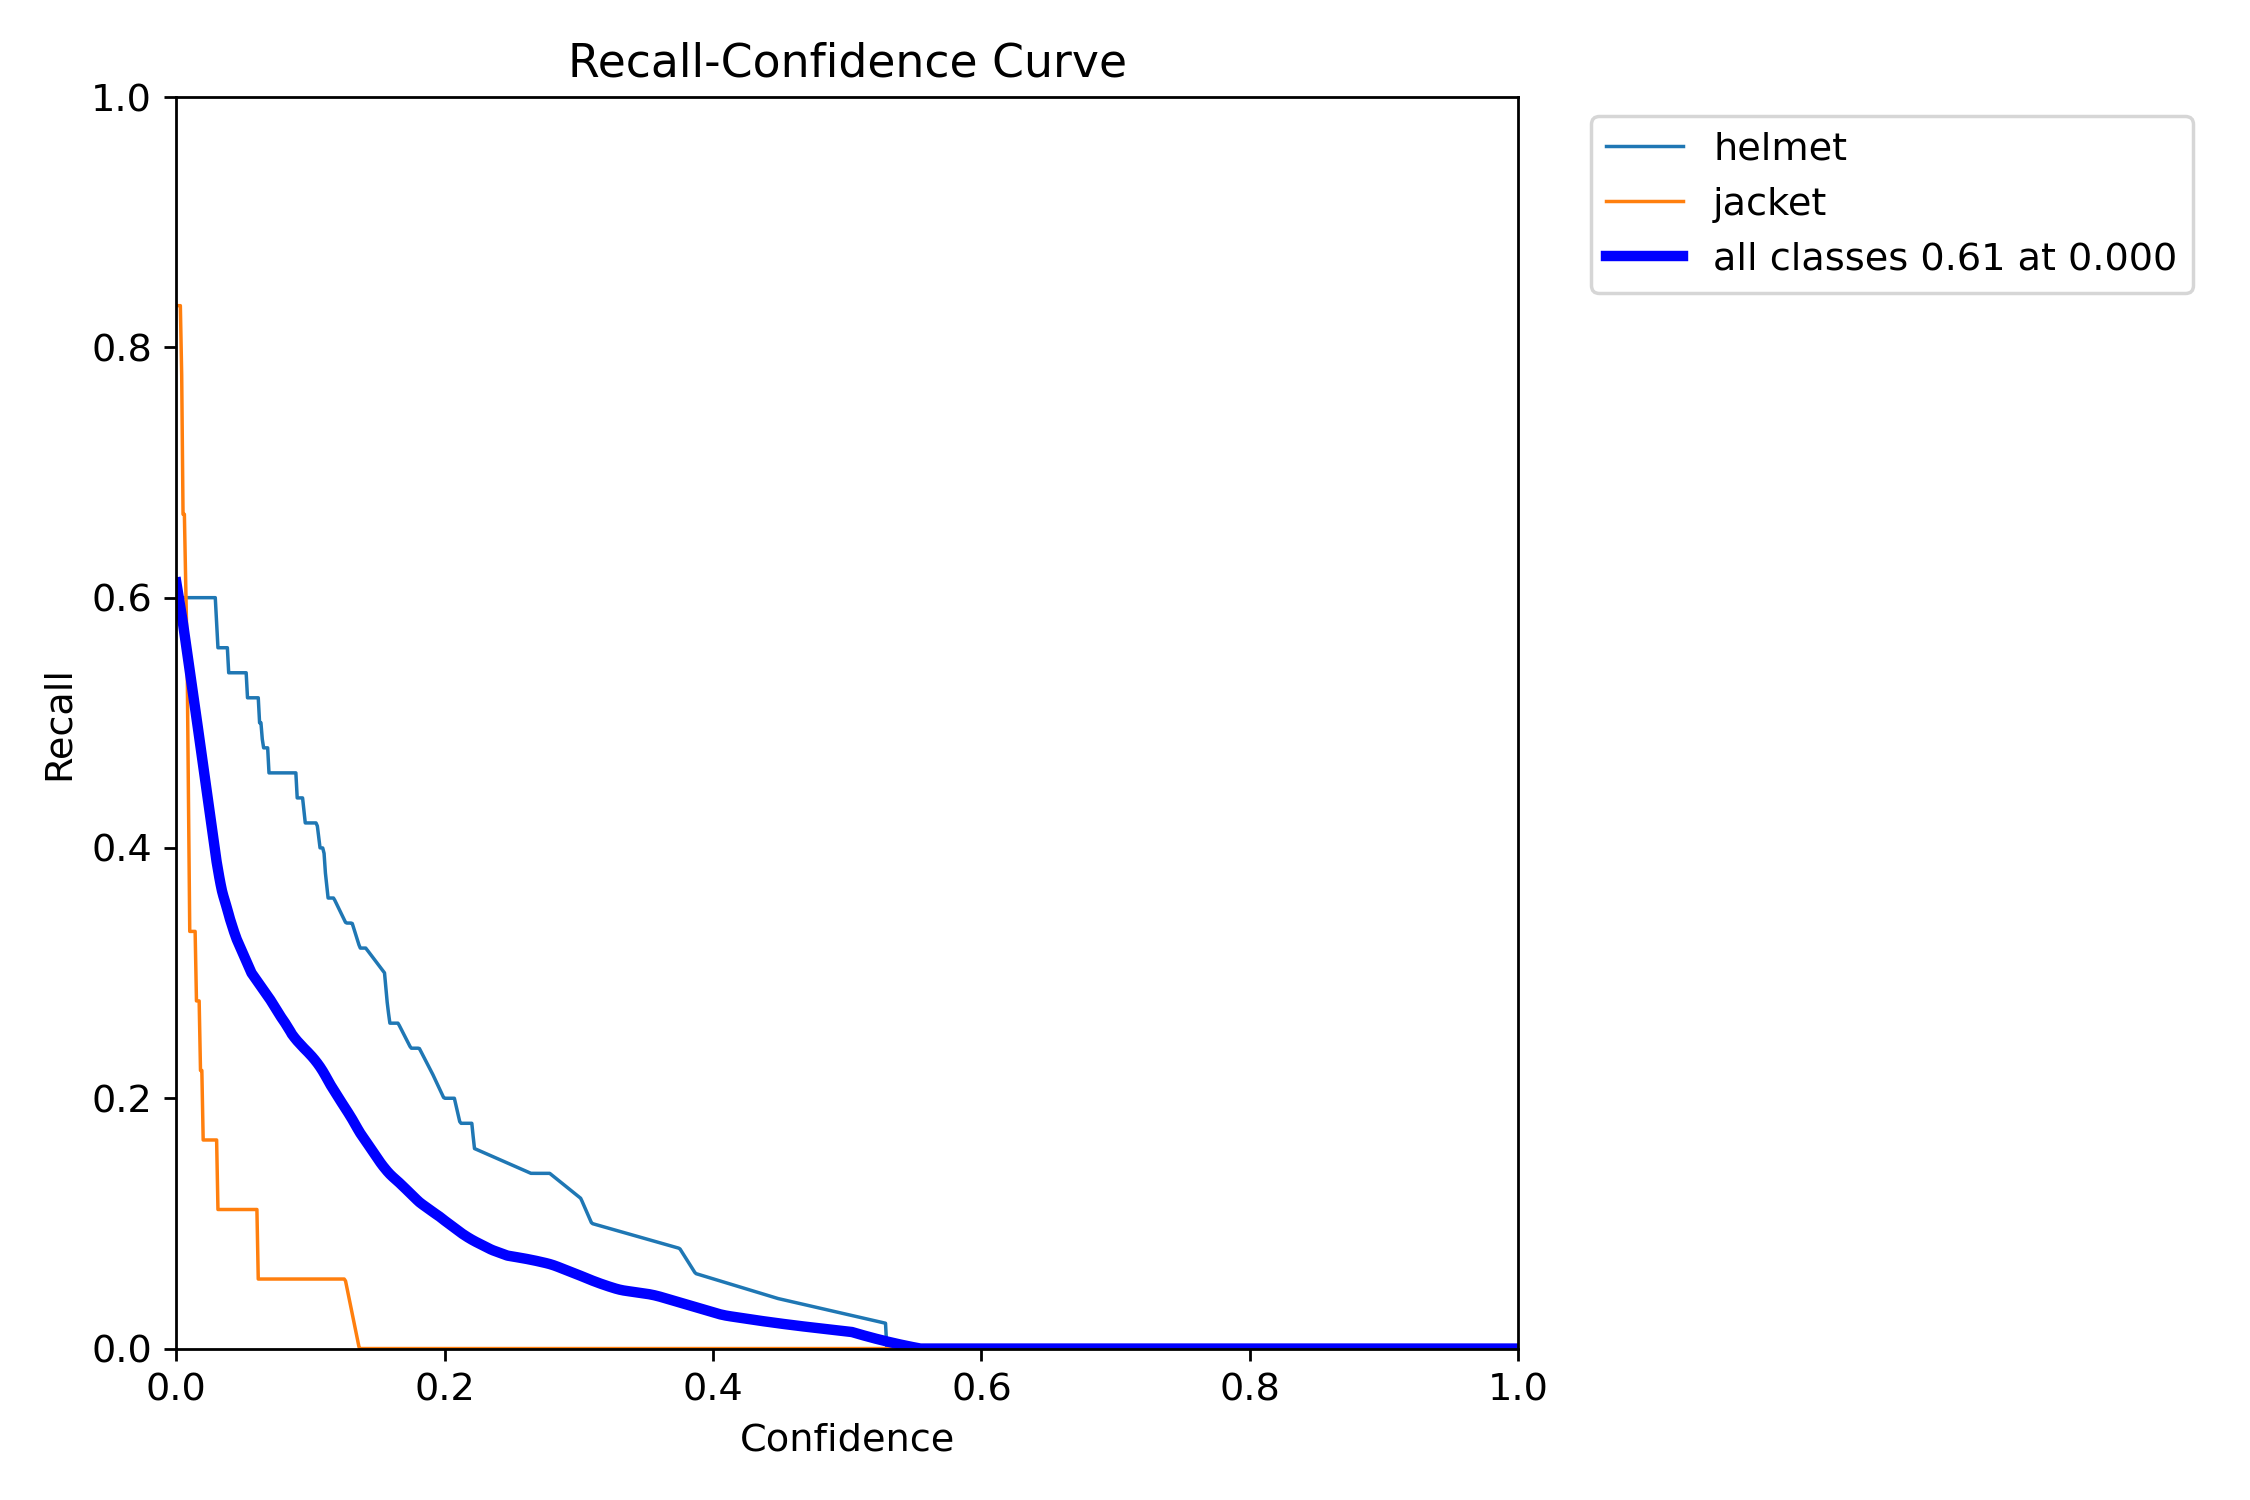 Recall-Confidence Curve
1.0
0.8
0.6
0.4
0.2
0.0
Recall
0.0 0.2 0.4 0.6 0.8 1.0
Confidence
helmet
jacket
all classes 0.61 at 0.000